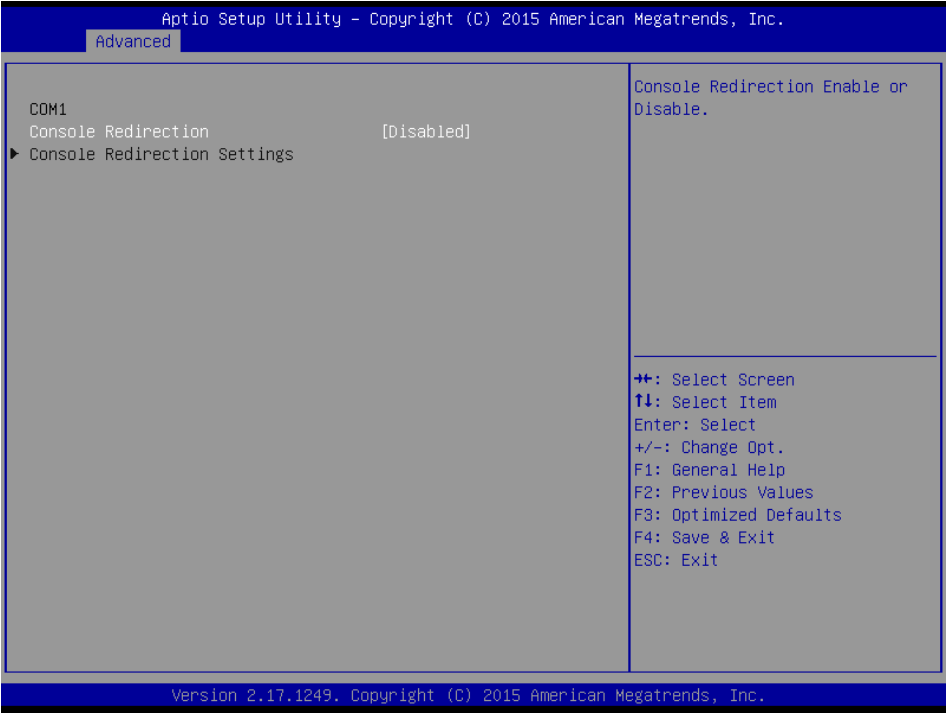 Aptio Setup Utility – Copyright (C) 2015 American Megatrends, Inc.
Advanced
COM1
Console Redirection [Disabled]
▶ Console Redirection Settings
Console Redirection Enable or
Disable.
→←: Select Screen
↑↓: Select Item
Enter: Select
+/-: Change Opt.
F1: General Help
F2: Previous Values
F3: Optimized Defaults
F4: Save & Exit
ESC: Exit
Version 2.17.1249. Copyright (C) 2015 American Megatrends, Inc.